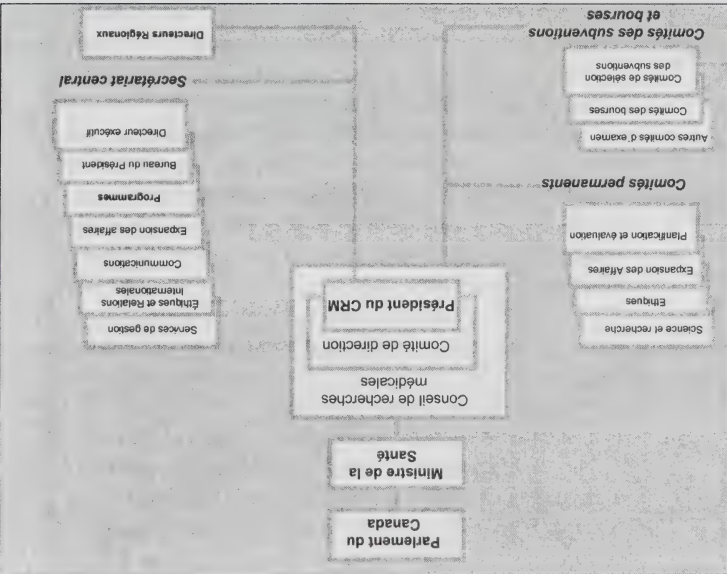 Parlement du
Canada
Ministre de la
Santé
Conseil de recherches
médicales
Comité de direction
Président du CRM
Services de gestion
Éthiques et Relations
Internationales
Communications
Expansion des affaires
Programmes
Bureau du Président
Directeur exécutif
Secrétariat central
Directeurs Régionaux
Science et recherche
Éthiques
Expansion Des Affaires
Planification et évaluation
Comités permanents
Autres comités d'examen
Comités des bourses
Comités de sélection
des subventions
Comités des subventions
et bourses